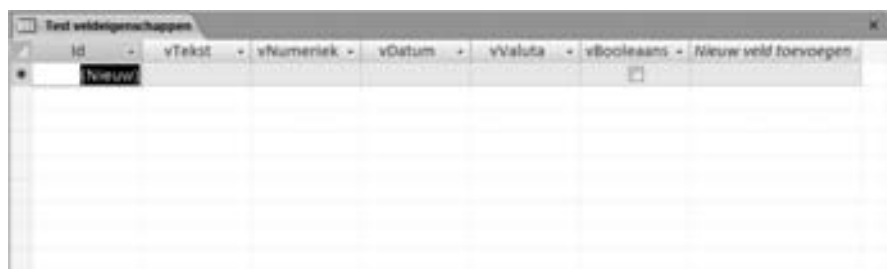 Test veldeigenschappen
Id vTekst vNumeriek vDatum vValuta vBooleaans Nieuw veld toevoegen
(Nieuw)